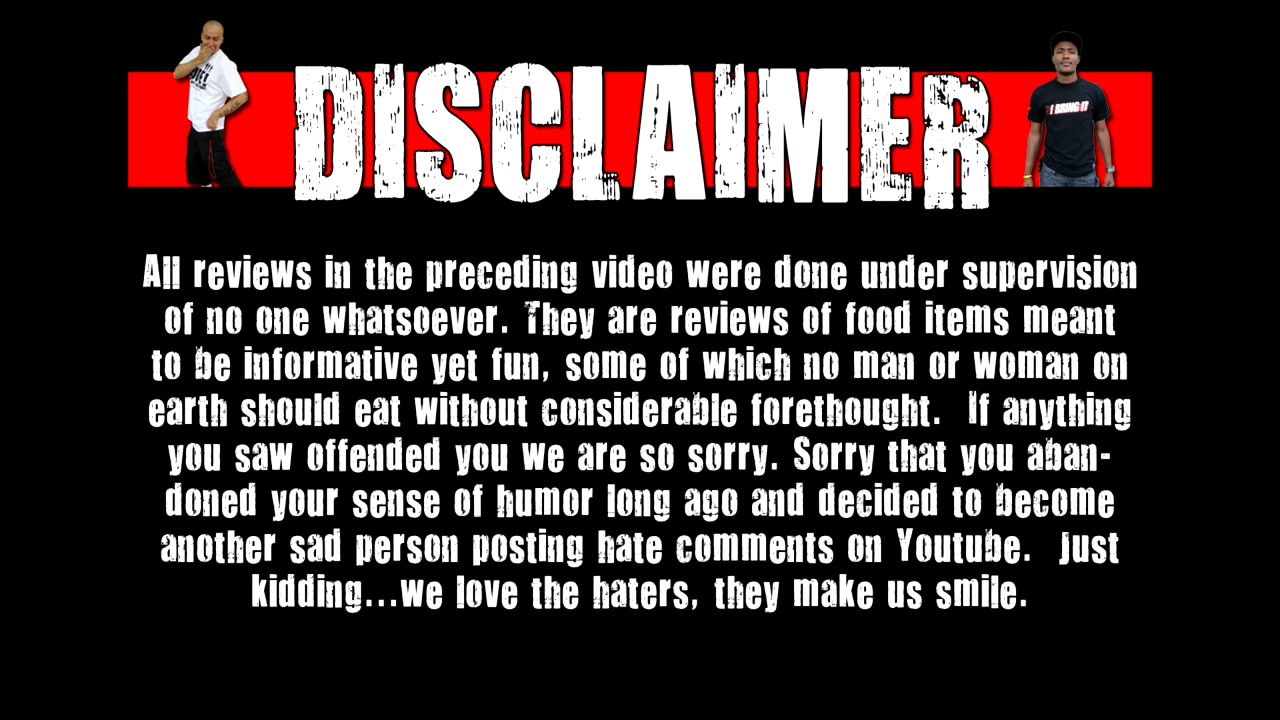 DISCLAIMER
I BRING IT
All reviews in the preceding video were done under supervision
of no one whatsoever. They are reviews of food items meant
to be informative yet fun, some of which no man or woman on
earth should eat without considerable forethought. If anything
you saw offended you we are so sorry. Sorry that you aban-
doned your sense of humor long ago and decided to become
another sad person posting hate comments on Youtube. Just
kidding...we love the haters, they make us smile.